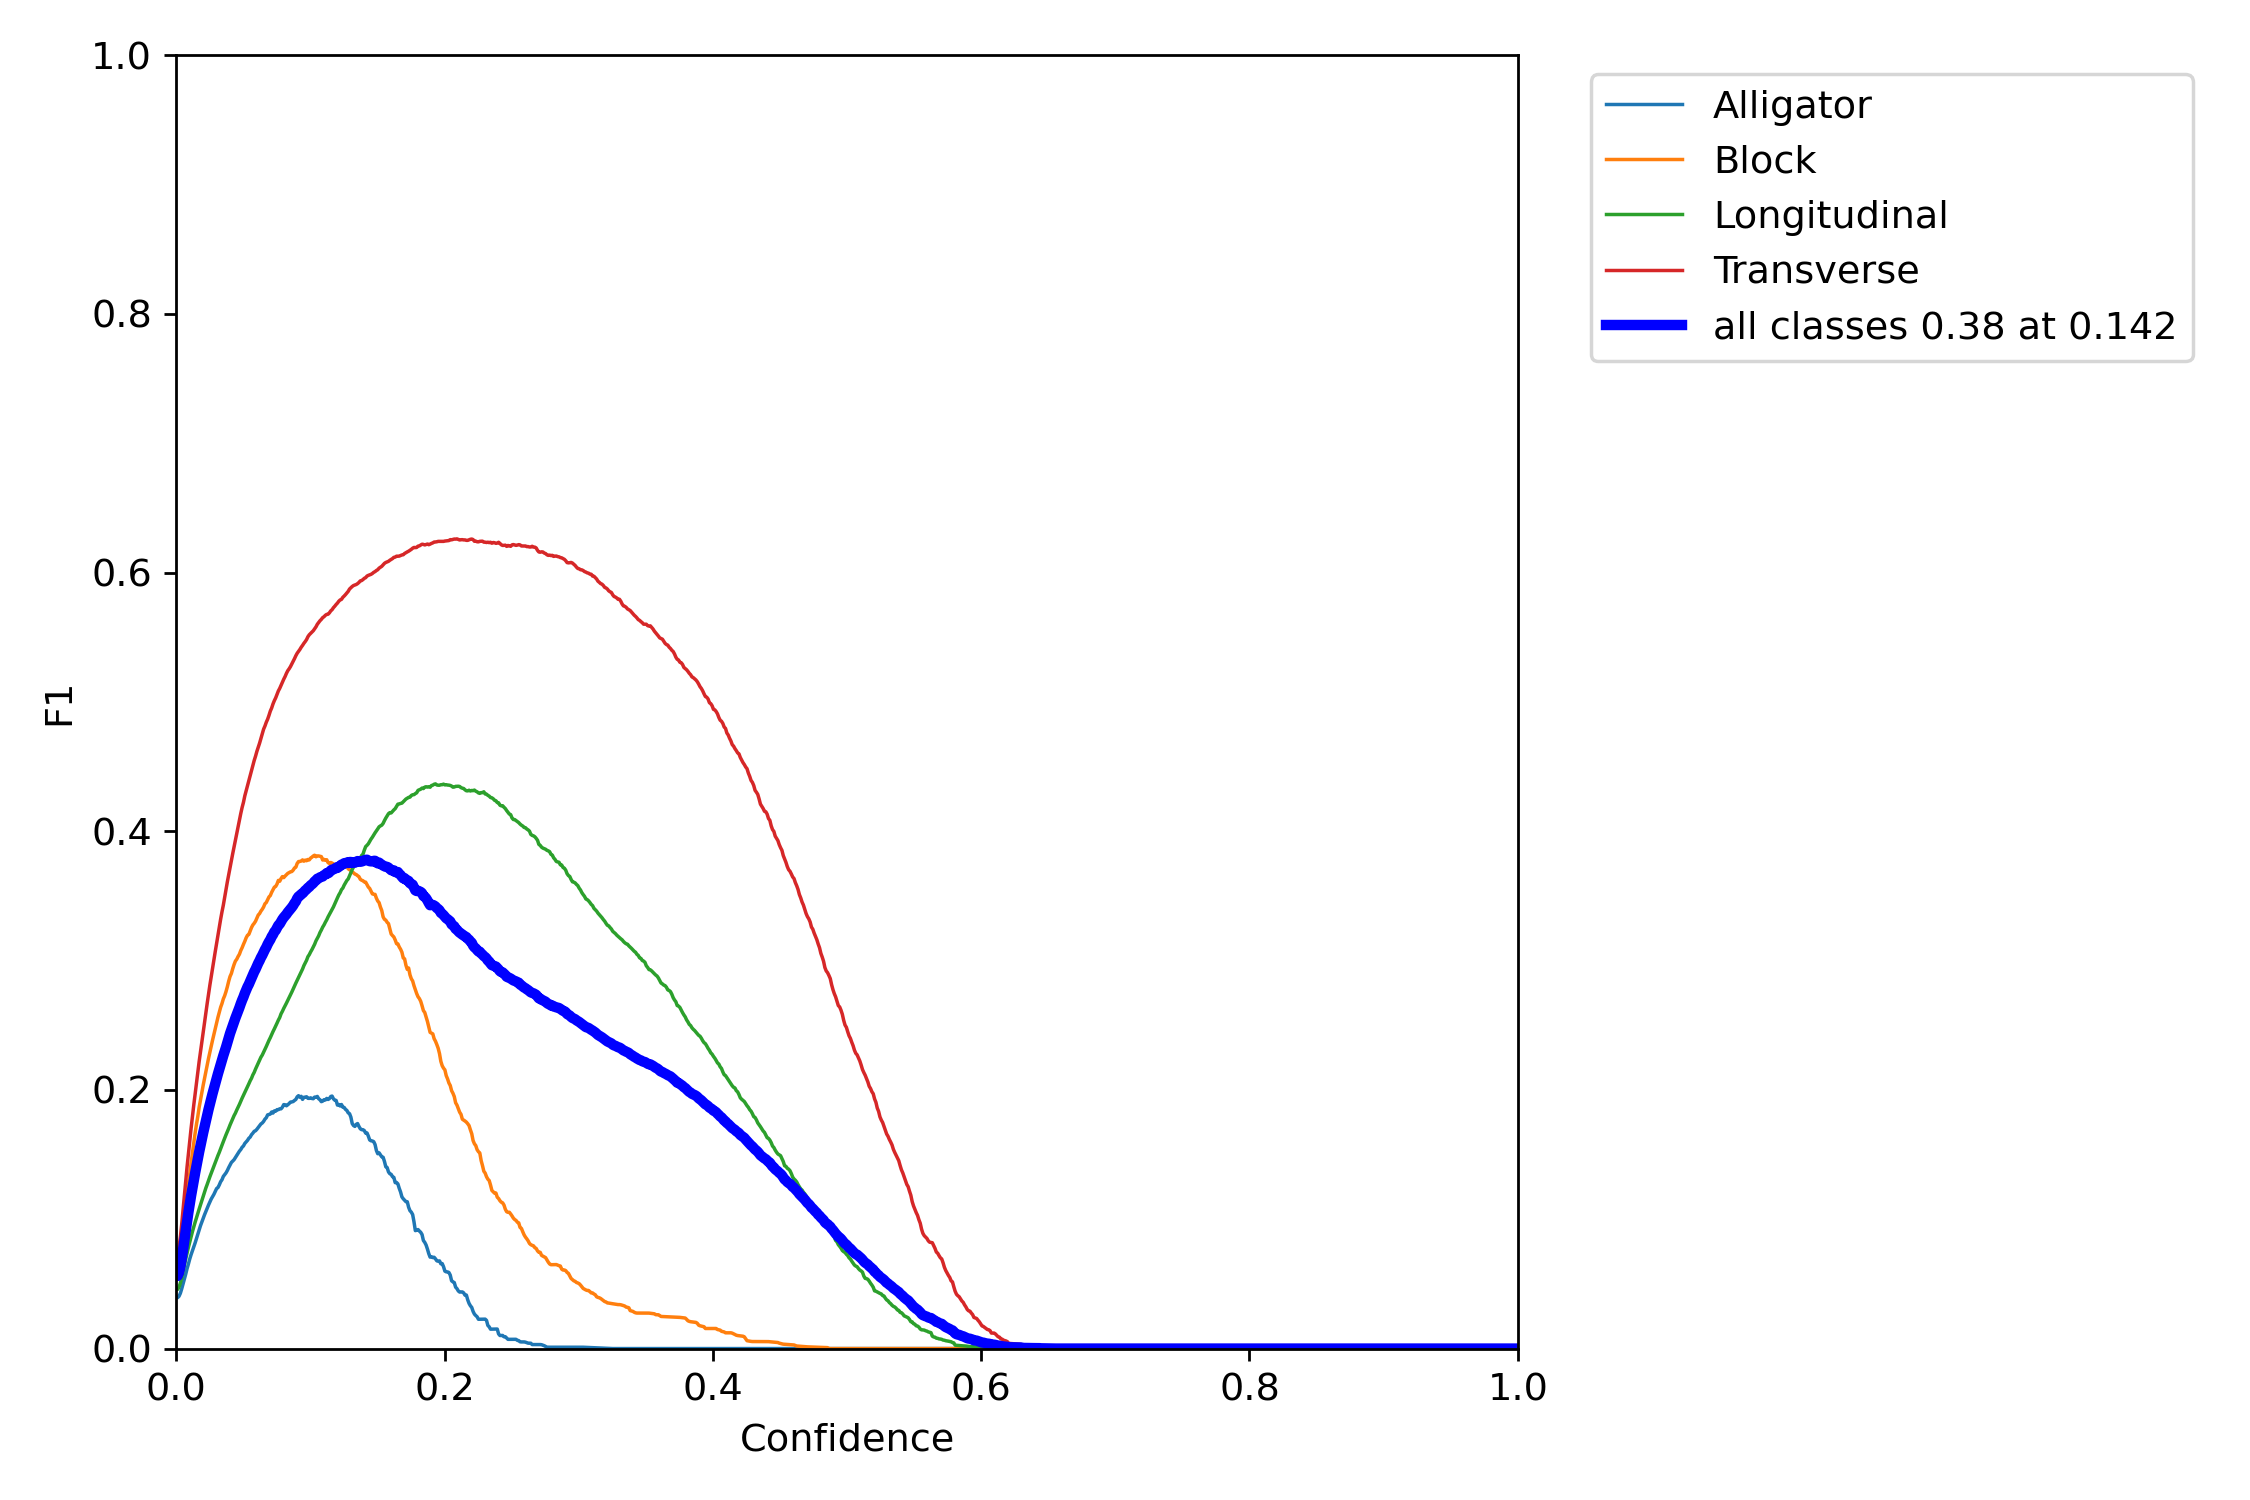 1.0
0.8
0.6
0.4
0.2
0.0
F1
0.0 0.2 0.4 0.6 0.8 1.0
Confidence
Alligator
Block
Longitudinal
Transverse
all classes 0.38 at 0.142